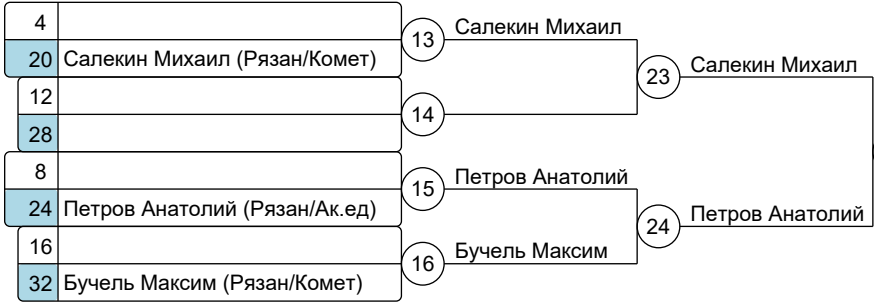 4
20 Салекин Михаил (Рязан/Комет)
13 Салекин Михаил
12
28
14
23 Салекин Михаил
8
24 Петров Анатолий (Рязан/Ак.ед)
15 Петров Анатолий
16
32 Бучель Максим (Рязан/Комет)
16 Бучель Максим
24 Петров Анатолий